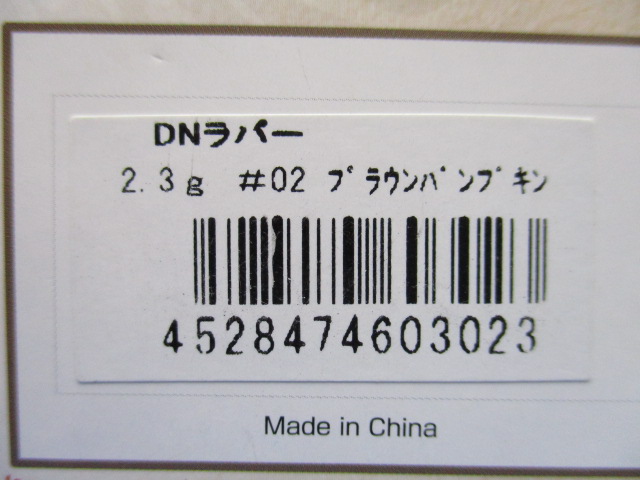 DNラバー
2.3g #02 ブラウンパンプキン
4528474603023
Made in China